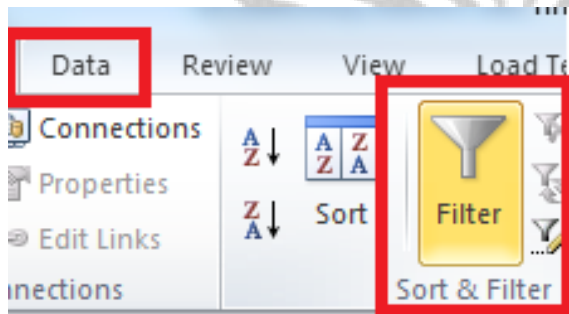 Data Review View Load Te
Connections
Properties
Edit Links
nnections
A Z
Z A
A Z
Z A
Sort
Filter
Sort & Filter